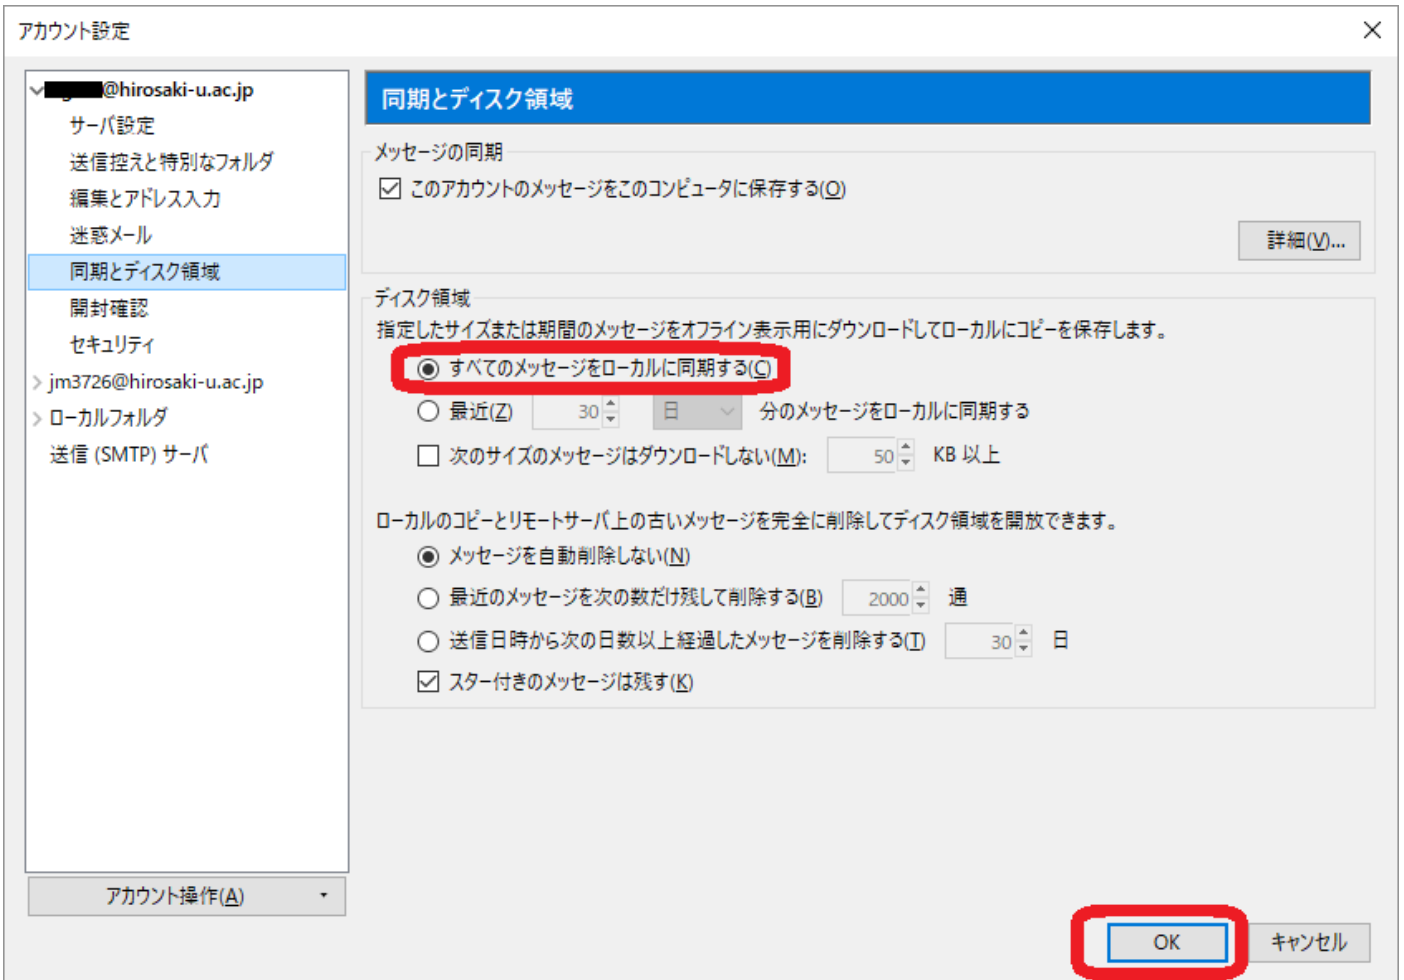 アカウント設定
@hirosaki-u.ac.jp
サーバ設定
送信控えと特別なフォルダ
編集とアドレス入力
迷惑メール
同期とディスク領域
開封確認
セキュリティ
jm3726@hirosaki-u.ac.jp
ローカルフォルダ
送信 (SMTP) サーバ
アカウント操作(A)
同期とディスク領域
メッセージの同期
このアカウントのメッセージをこのコンピュータに保存する(O)
詳細(V)...
ディスク領域
指定したサイズまたは期間のメッセージをオフライン表示用にダウンロードしてローカルにコピーを保存します。
すべてのメッセージをローカルに同期する(C)
最近(Z) 30 日 分のメッセージをローカルに同期する
次のサイズのメッセージはダウンロードしない(M): 50 KB 以上
ローカルのコピーとリモートサーバ上の古いメッセージを完全に削除してディスク領域を開放できます。
メッセージを自動削除しない(N)
最近のメッセージを次の数だけ残して削除する(B) 2000 通
送信日時から次の日数以上経過したメッセージを削除する(T) 30 日
スター付きのメッセージは残す(K)
OK キャンセル